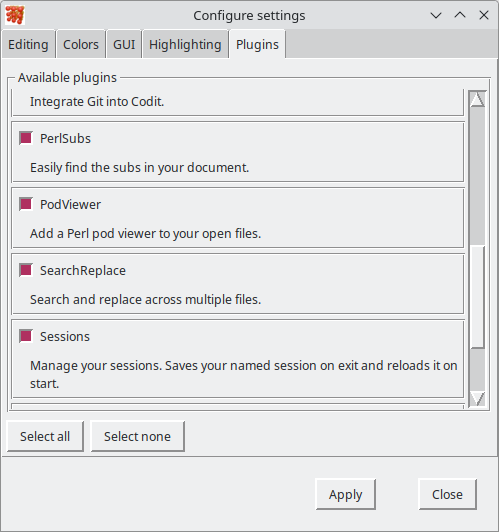 Configure settings
Editing
Colors
GUI
Highlighting
Plugins
Available plugins
Integrate Git into Codit.
PerlSubs
Easily find the subs in your document.
PodViewer
Add a Perl pod viewer to your open files.
SearchReplace
Search and replace across multiple files.
Sessions
Manage your sessions. Saves your named session on exit and reloads it on
start.
Select all
Select none
Apply
Close